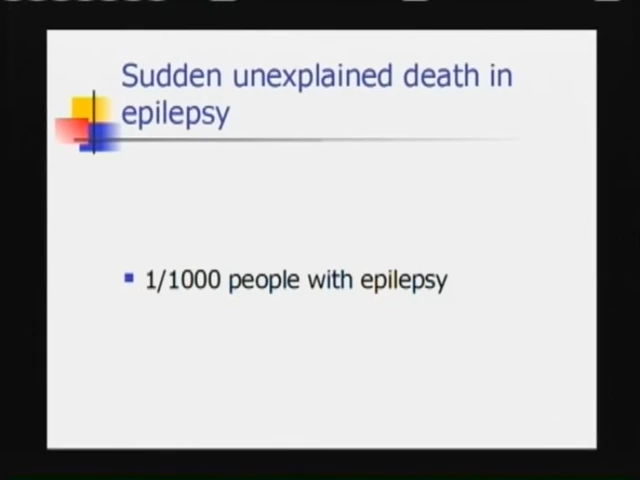 Sudden unexplained death in
epilepsy
1/1000 people with epilepsy